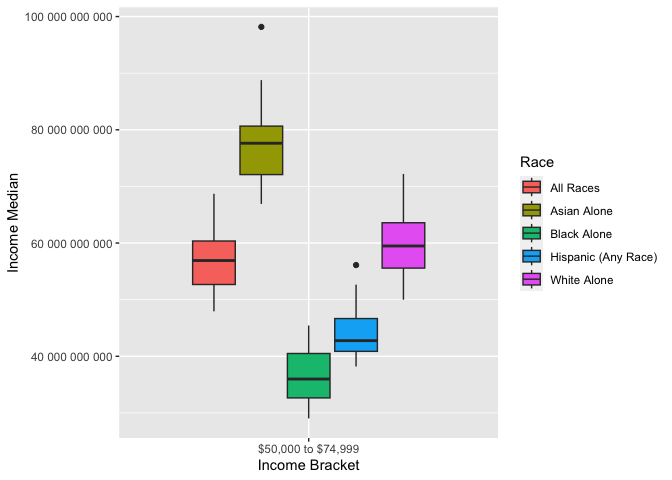 100 000 000 000
80 000 000 000
60 000 000 000
40 000 000 000
Income Median
$50,000 to $74,999
Income Bracket
Race
All Races
Asian Alone
Black Alone
Hispanic (Any Race)
White Alone